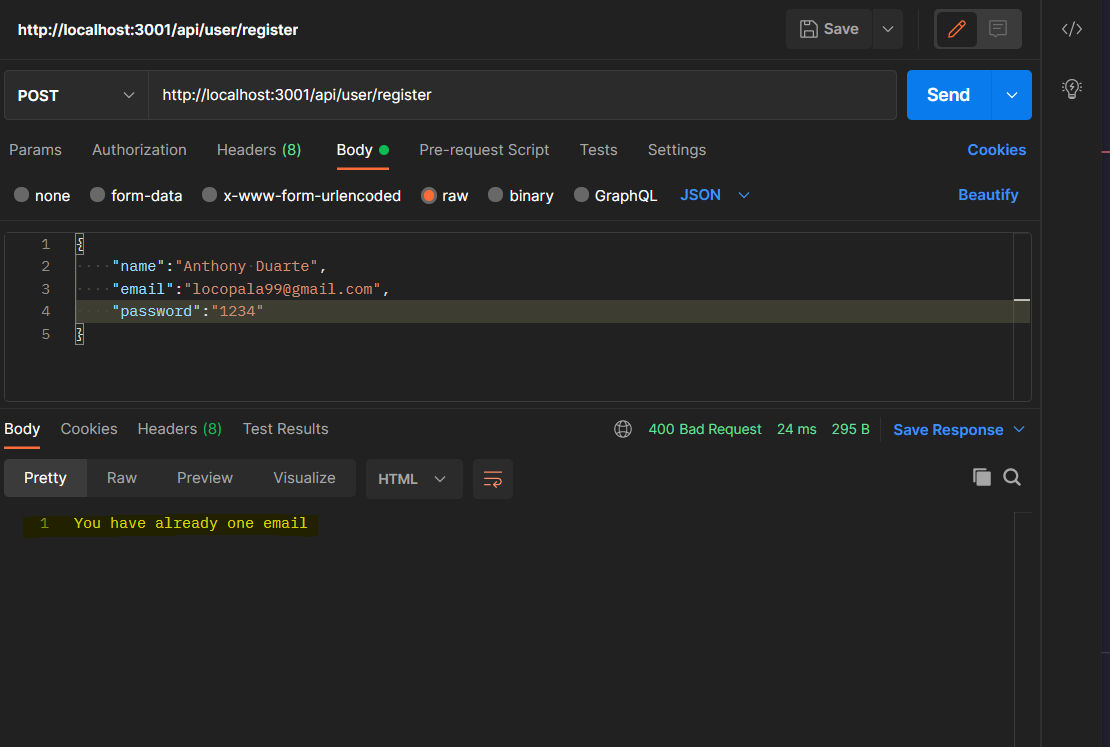 http://localhost:3001/api/user/register
Save
POST
http://localhost:3001/api/user/register
Send
Params Authorization Headers (8) Body Pre-request Script Tests Settings Cookies
none form-data x-www-form-urlencoded raw binary GraphQL JSON Beautify
1 {
2 "name":"Anthony Duarte",
3 "email":"locopala99@gmail.com",
4 "password":"1234"
5 }
Body Cookies Headers (8) Test Results 400 Bad Request 24 ms 295 B Save Response
Pretty Raw Preview Visualize HTML
1 You have already one email